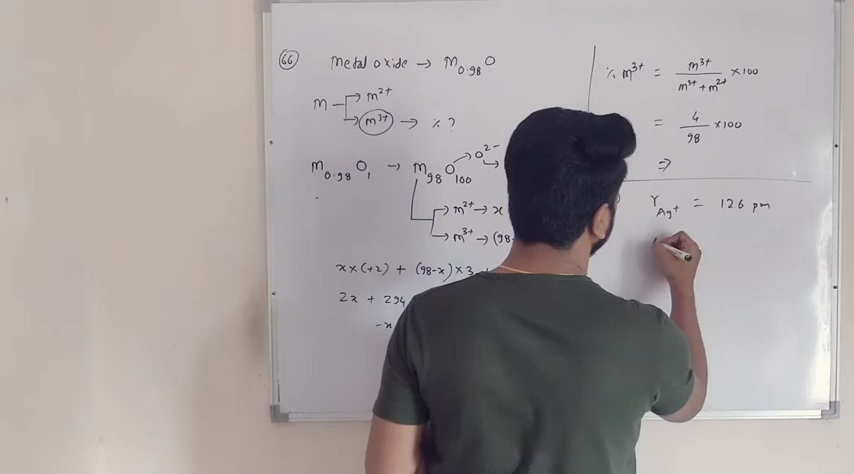 66 Metal oxide → M0.98O
M
m2+
m3+ → % ?
M0.98O1 → M98O100
O2- →
m2+ → x
m3+ → (98-
x×(+2) + (98-x)×3
2x + 294
-x
% m3+ = m3+ / m3+ + m2+ ×100
= 4/98 ×100
⇒
rAg+ = 126 pm